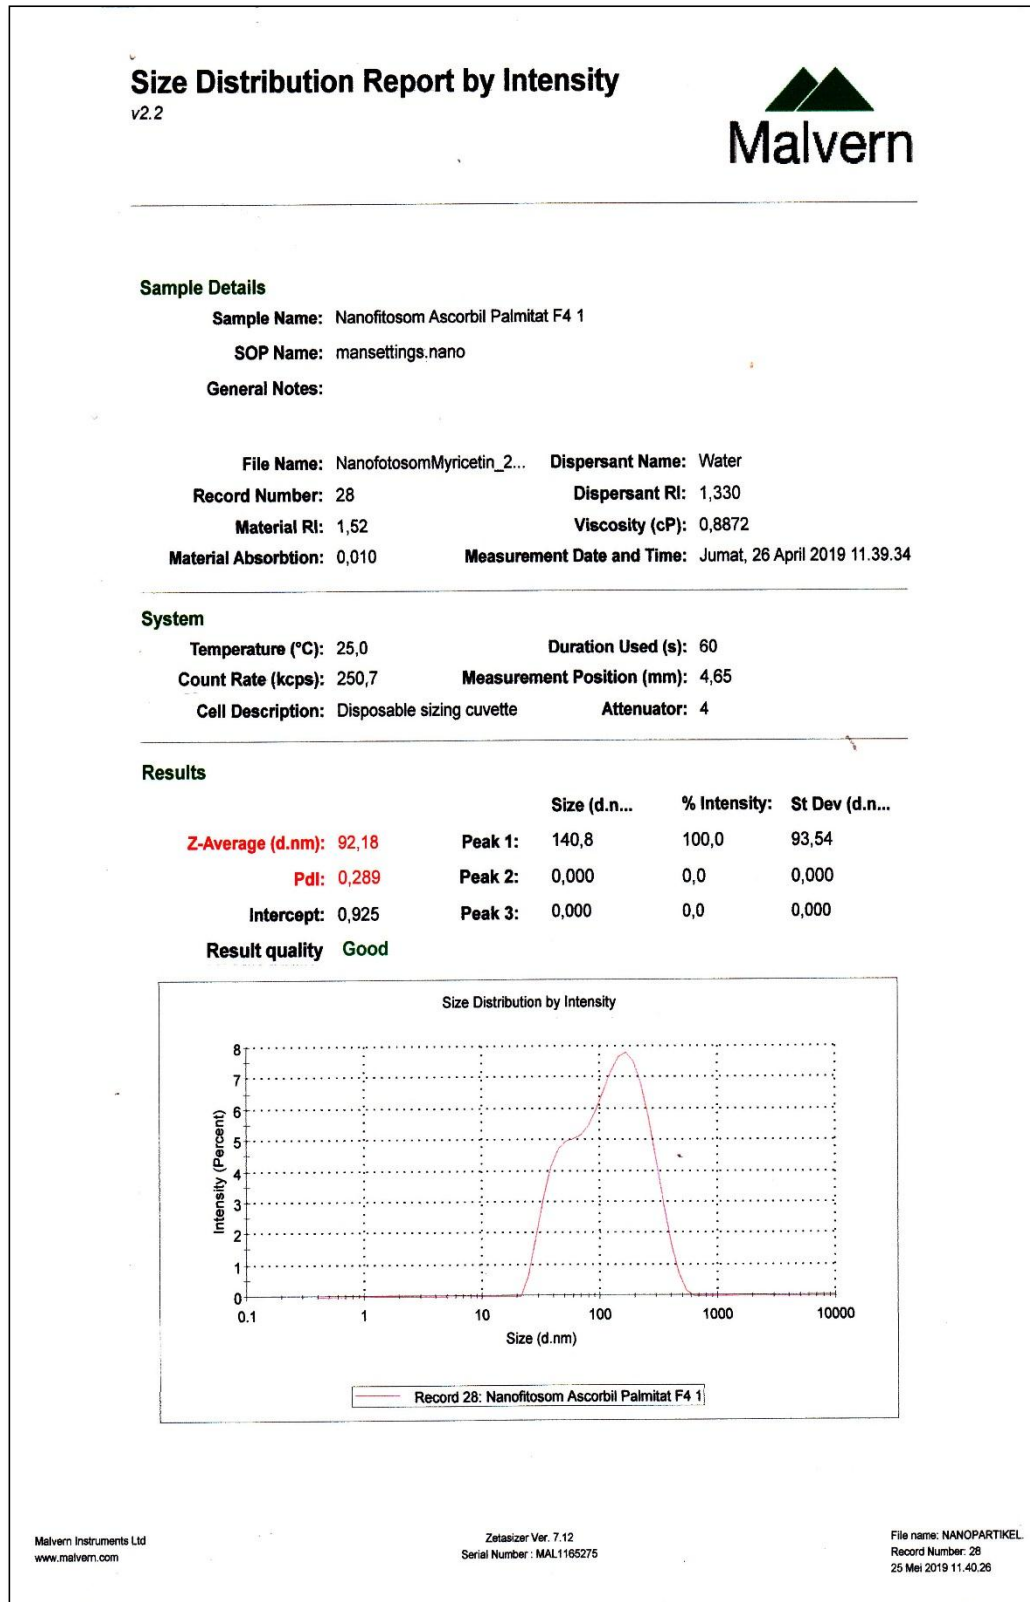 Size Distribution Report by Intensity
v2.2
Malvern
Sample Details
Sample Name: Nanofitosom Ascorbil Palmitat F4 1
SOP Name: mansettings.nano
General Notes:
File Name: NanofotosomMyricetin_2... Dispersant Name: Water
Record Number: 28 Dispersant RI: 1,330
Material RI: 1,52 Viscosity (cP): 0,8872
Material Absorbtion: 0,010 Measurement Date and Time: Jumat, 26 April 2019 11.39.34
System
Temperature (°C): 25,0 Duration Used (s): 60
Count Rate (kcps): 250,7 Measurement Position (mm): 4,65
Cell Description: Disposable sizing cuvette Attenuator: 4
Results
Size (d.n... % Intensity: St Dev (d.n...
Z-Average (d.nm): 92,18 Peak 1: 140,8 100,0 93,54
PdI: 0,289 Peak 2: 0,000 0,0 0,000
Intercept: 0,925 Peak 3: 0,000 0,0 0,000
Result quality Good
Size Distribution by Intensity
8
7
6
5
4
3
2
1
0
Intensity (Percent)
0.1 1 10 100 1000 10000
Size (d.nm)
Record 28: Nanofitosom Ascorbil Palmitat F4 1
Malvern Instruments Ltd
www.malvern.com
Zetasizer Ver. 7.12
Serial Number : MAL1165275
File name: NANOPARTIKEL.
Record Number: 28
25 Mei 2019 11.40.26